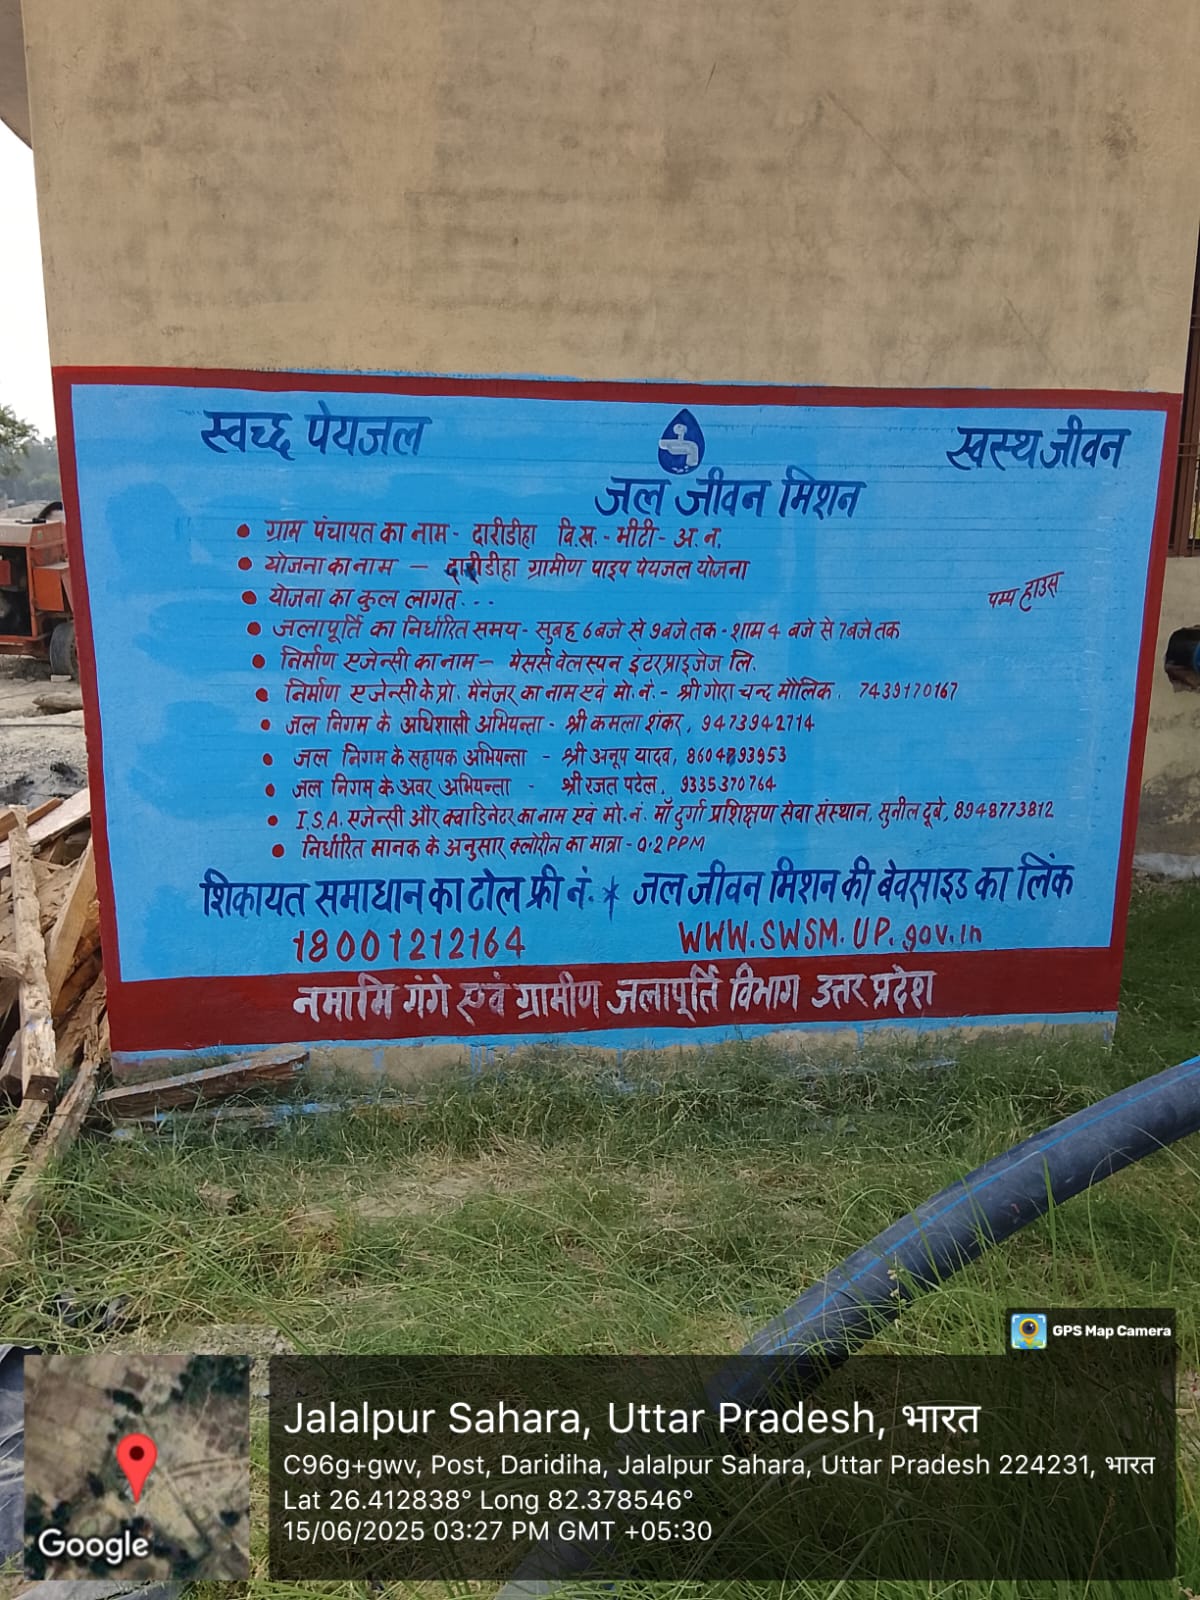 स्वच्छ पेयजल
स्वस्थ जीवन
जल जीवन मिशन
• ग्राम पंचायत का नाम - दारीडीहा वि.ख. - मीटी - अ. न.
• योजना का नाम – दारीडीहा ग्रामीण पाइप पेयजल योजना
• योजना का कुल लागत...
पम्प हाउस
• जलापूर्ति का निर्धारित समय - सुबह 6 बजे से 9 बजे तक - शाम 4 बजे से 7 बजे तक
• निर्माण एजेन्सी का नाम – मेसर्स वेलस्पन इंटरप्राइजेज लि.
• निर्माण एजेन्सी के प्रो. मैनेजर का नाम एवं मो. नं. - श्री गोरा चन्द मौलिक. 7439170167
• जल निगम के अधिशासी अभियन्ता - श्री कमला शंकर, 9473942714
• जल निगम के सहायक अभियन्ता - श्री अनूप यादव, 8604793953
• जल निगम के अवर अभियन्ता - श्री रजत पटेल, 9335370764
• I.S.A. एजेन्सी और क्वाडिनेटर का नाम एवं मो. नं. माँ दुर्गा प्रशिक्षण सेवा संस्थान, सुनील दूबे, 8948773812
• निर्धारित मानक के अनुसार क्लोरीन का मात्रा - 0.2 PPM
शिकायत समाधान का टोल फ्री नं. * जल जीवन मिशन की बेवसाइड का लिंक
18001212164 WWW.SWSM.UP.gov.in
नमामि गंगे एवं ग्रामीण जलापूर्ति विभाग उत्तर प्रदेश
GPS Map Camera
Jalalpur Sahara, Uttar Pradesh, भारत
C96g+gwv, Post, Daridiha, Jalalpur Sahara, Uttar Pradesh 224231, भारत
Lat 26.412838° Long 82.378546°
15/06/2025 03:27 PM GMT +05:30
Google